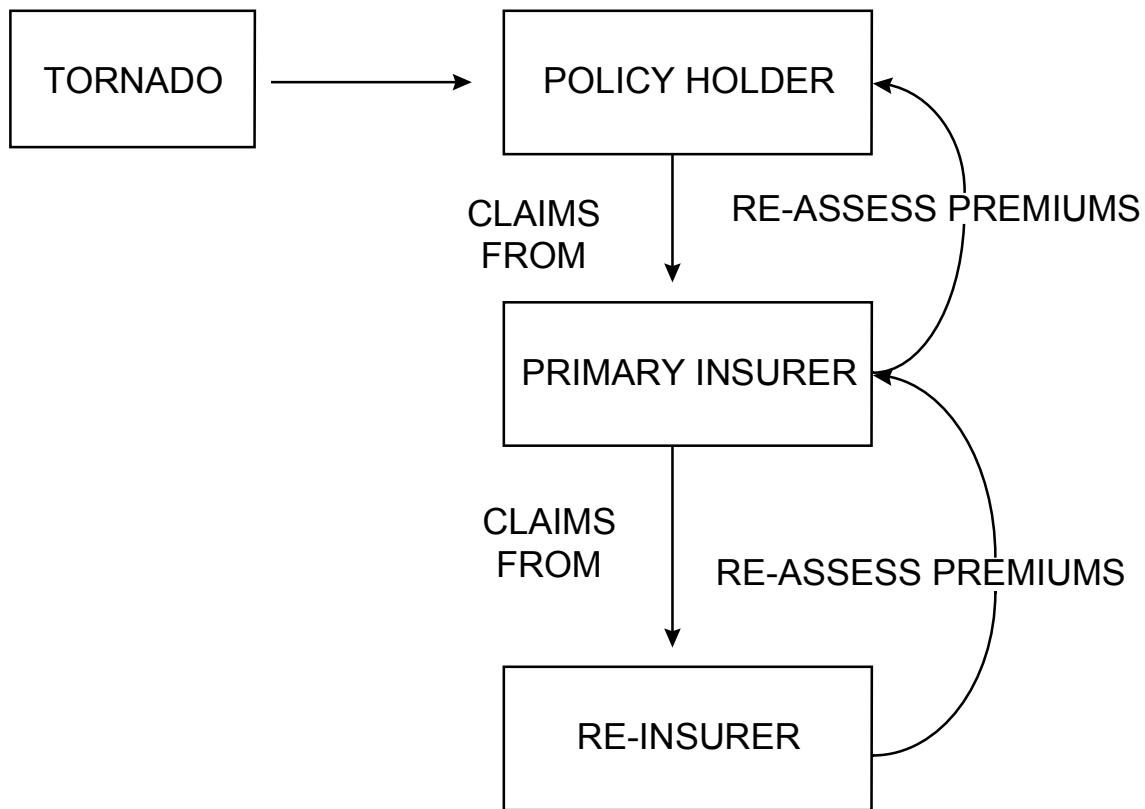 TORNADO
POLICY HOLDER
CLAIMS
FROM
RE-ASSESS PREMIUMS
PRIMARY INSURER
CLAIMS
FROM
RE-ASSESS PREMIUMS
RE-INSURER